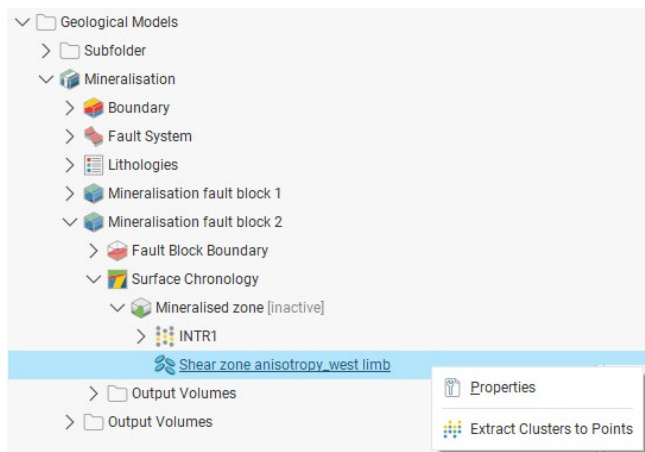 Geological Models
Subfolder
Mineralisation
Boundary
Fault System
Lithologies
Mineralisation fault block 1
Mineralisation fault block 2
Fault Block Boundary
Surface Chronology
Mineralised zone [inactive]
INTR1
Shear zone anisotropy_west limb
Properties
Output Volumes
Extract Clusters to Points
Output Volumes